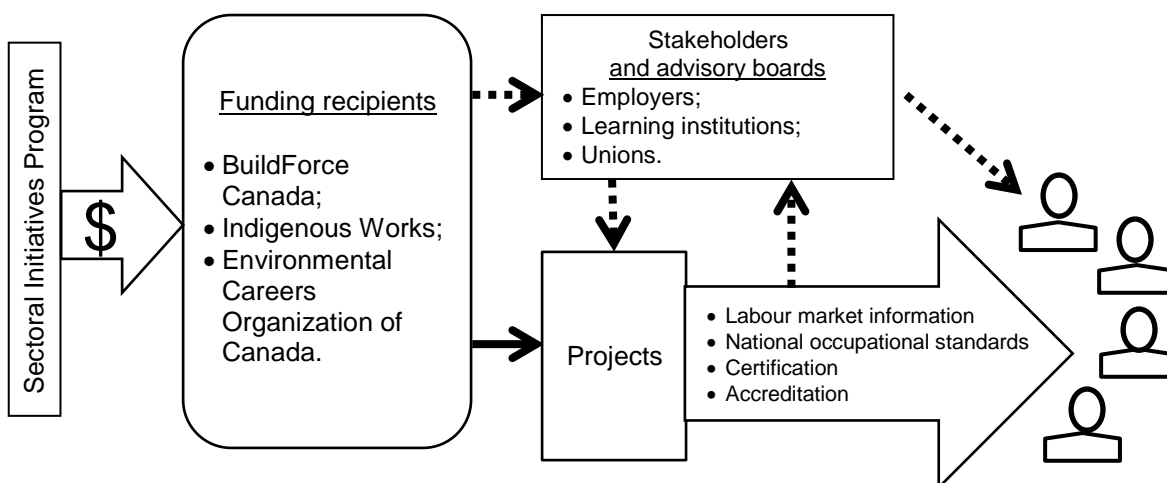 Sectoral Initiatives Program
$
Funding recipients
• BuildForce
Canada;
• Indigenous Works;
• Environmental
Careers
Organization of
Canada.
Stakeholders
and advisory boards
• Employers;
• Learning institutions;
• Unions.
Projects
• Labour market information
• National occupational standards
• Certification
• Accreditation